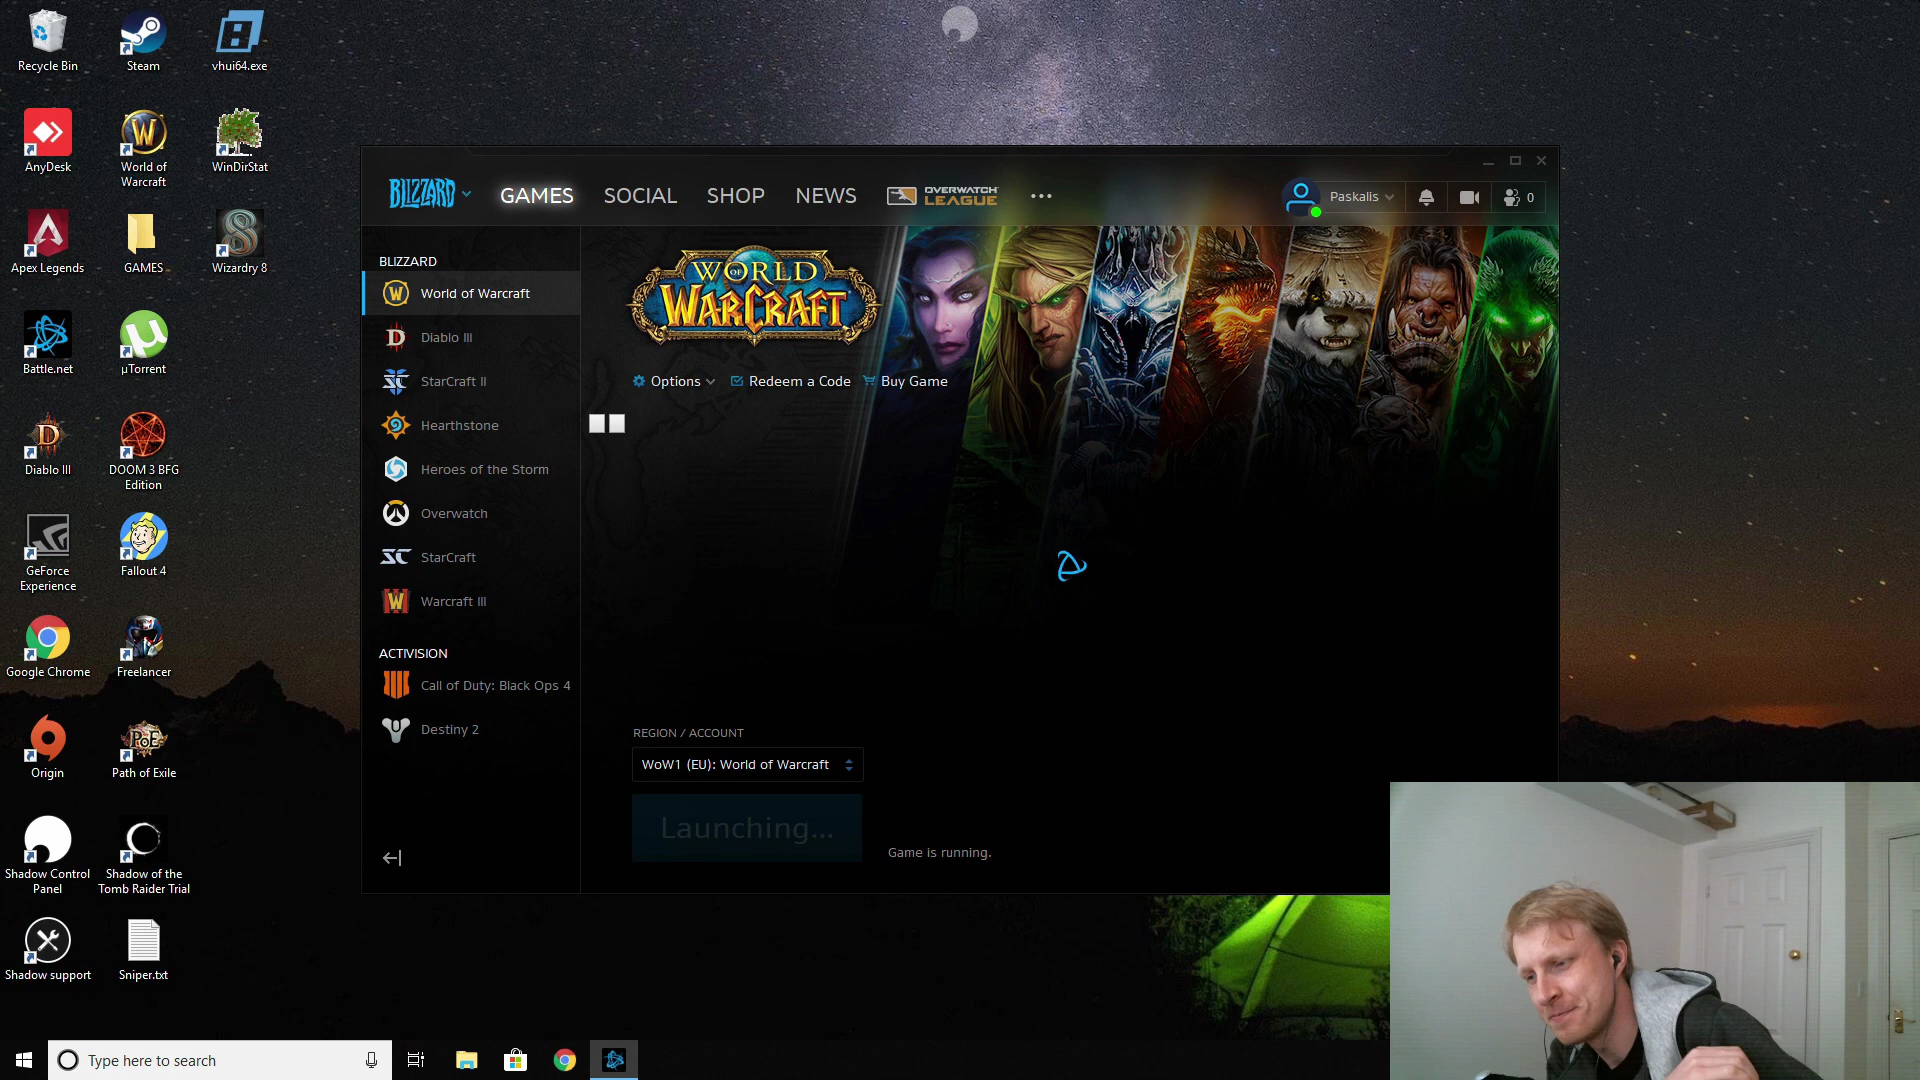 Recycle Bin
Steam
vhui64.exe
AnyDesk
World of
Warcraft
WinDirStat
Apex Legends
GAMES
Wizardry 8
Battle.net
µTorrent
Diablo III
DOOM 3 BFG
Edition
GeForce
Experience
Fallout 4
Google Chrome
Freelancer
Origin
Path of Exile
Shadow Control
Panel
Shadow of the
Tomb Raider Trial
Shadow support
Sniper.txt
BLIZZARD
GAMES
SOCIAL
SHOP
NEWS
OVERWATCH
LEAGUE
Paskalis
0
BLIZZARD
World of Warcraft
Diablo III
StarCraft II
Hearthstone
Heroes of the Storm
Overwatch
StarCraft
Warcraft III
ACTIVISION
Call of Duty: Black Ops 4
Destiny 2
WORLD
OF
WARCRAFT
Options
Redeem a Code
Buy Game
REGION / ACCOUNT
WoW1 (EU): World of Warcraft
Launching...
Game is running.
Type here to search